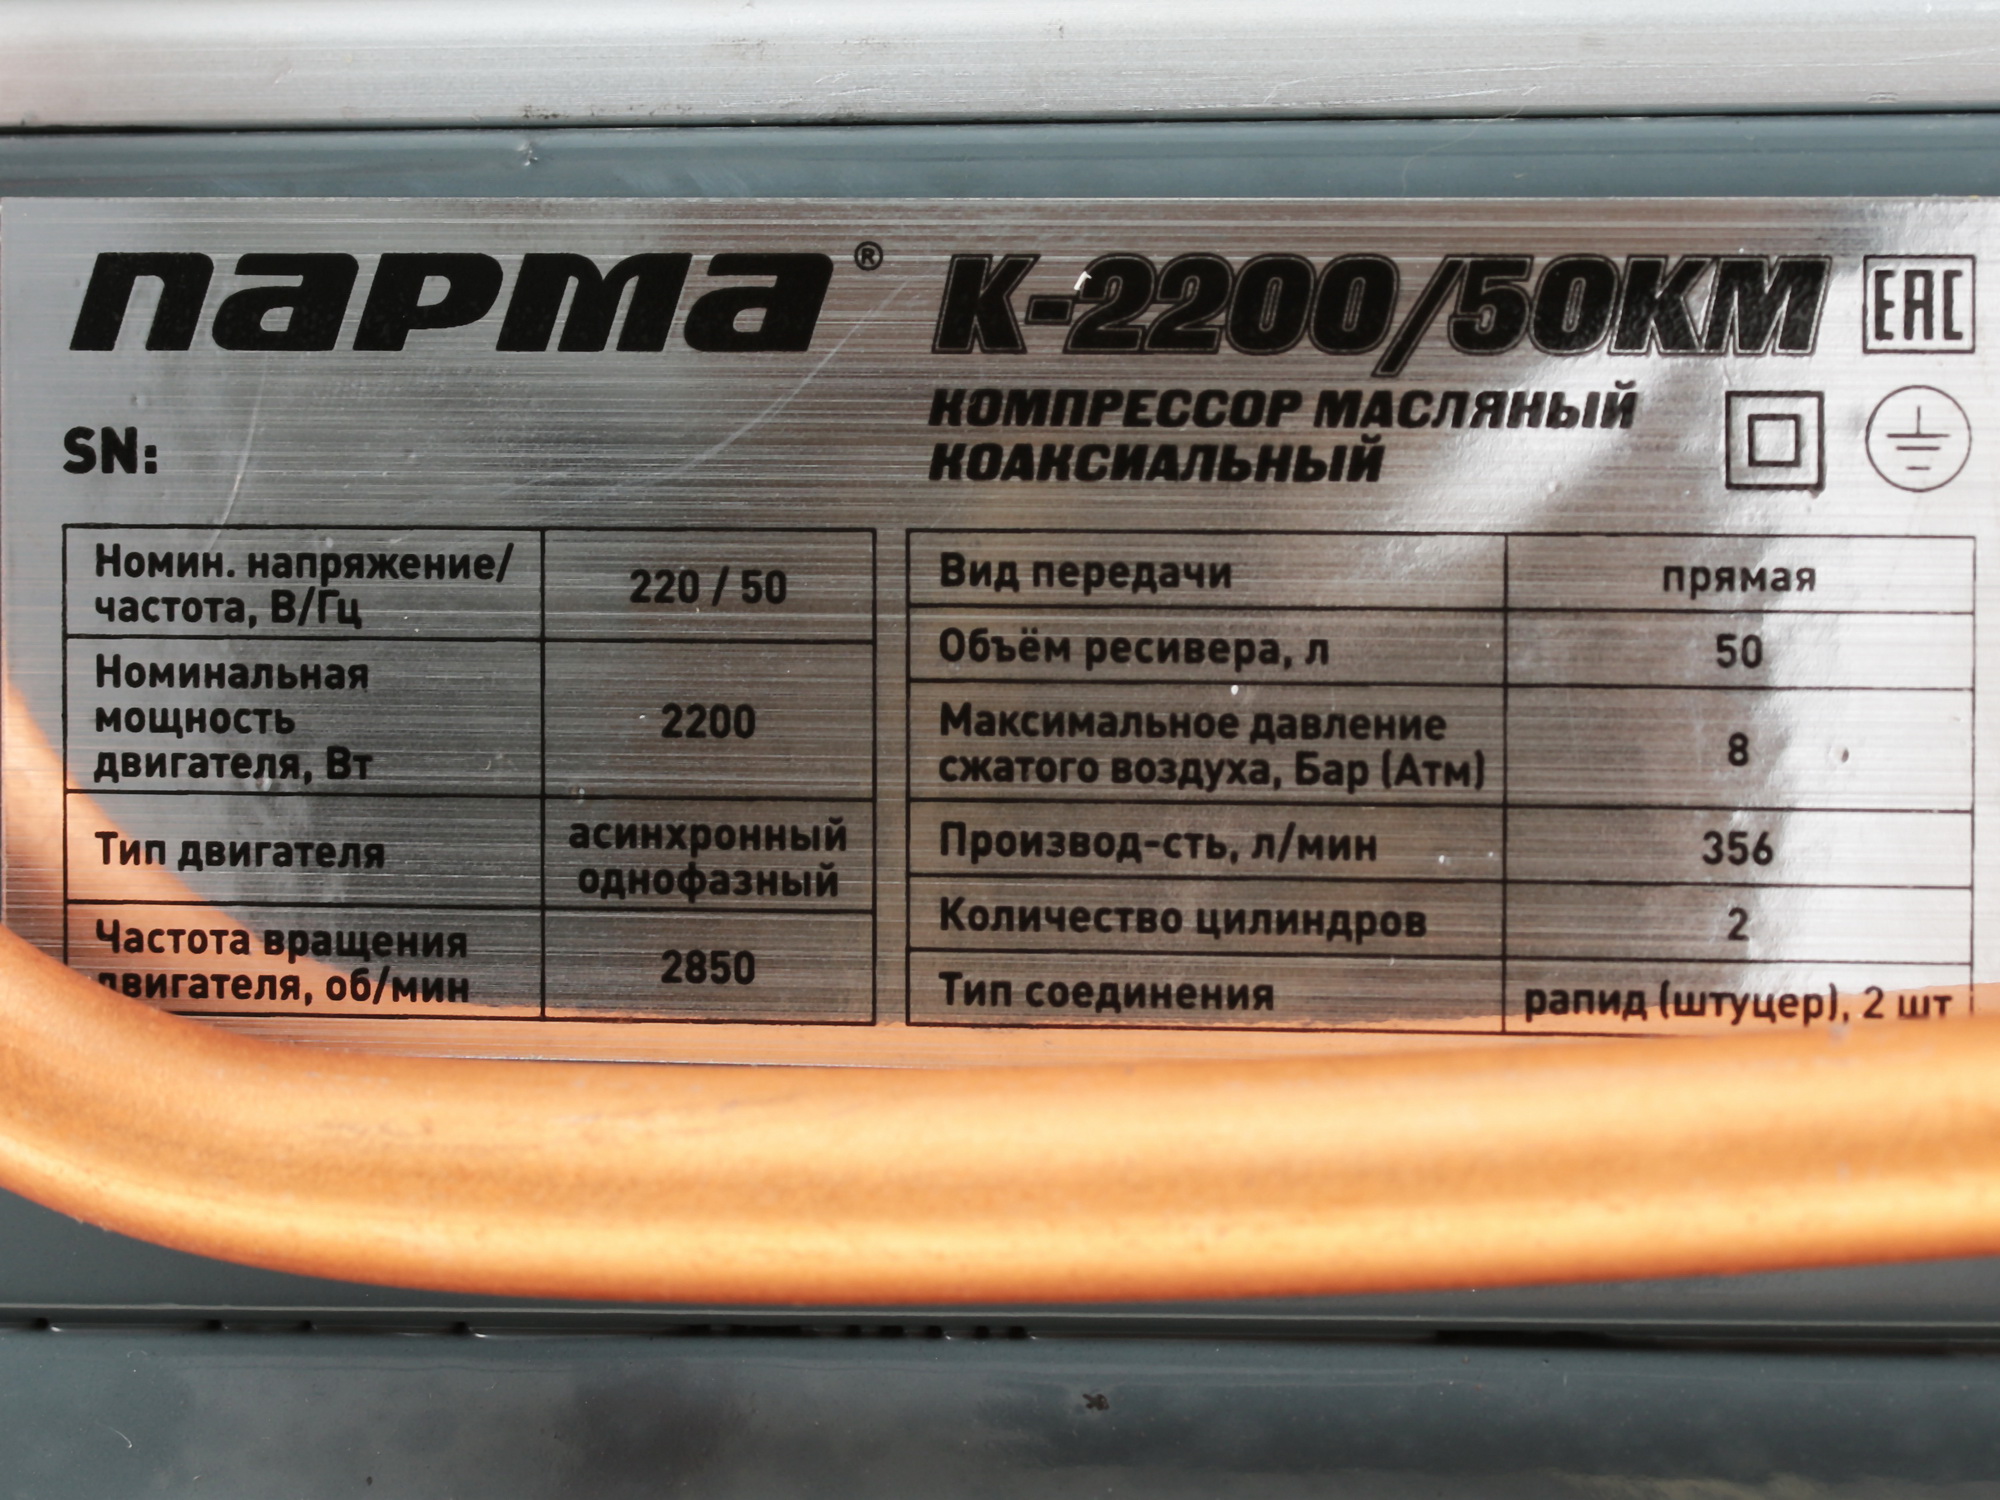 парма® К-2200/50КМ EAC
КОМПРЕССОР МАСЛЯНЫЙ
КОАКСИАЛЬНЫЙ
SN:
Номин. напряжение/
частота, В/Гц
220 / 50
Номинальная
мощность
двигателя, Вт
2200
Тип двигателя
асинхронный
однофазный
Частота вращения
двигателя, об/мин
2850
Вид передачи
прямая
Объём ресивера, л
50
Максимальное давление
сжатого воздуха, Бар (Атм)
8
Производ-сть, л/мин
356
Количество цилиндров
2
Тип соединения
рапид (штуцер), 2 шт